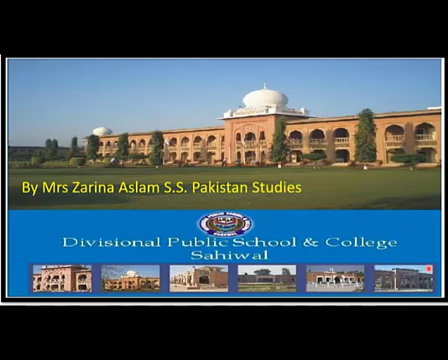 By Mrs Zarina Aslam S.S. Pakistan Studies
Divisional Public School & College
Sahiwal